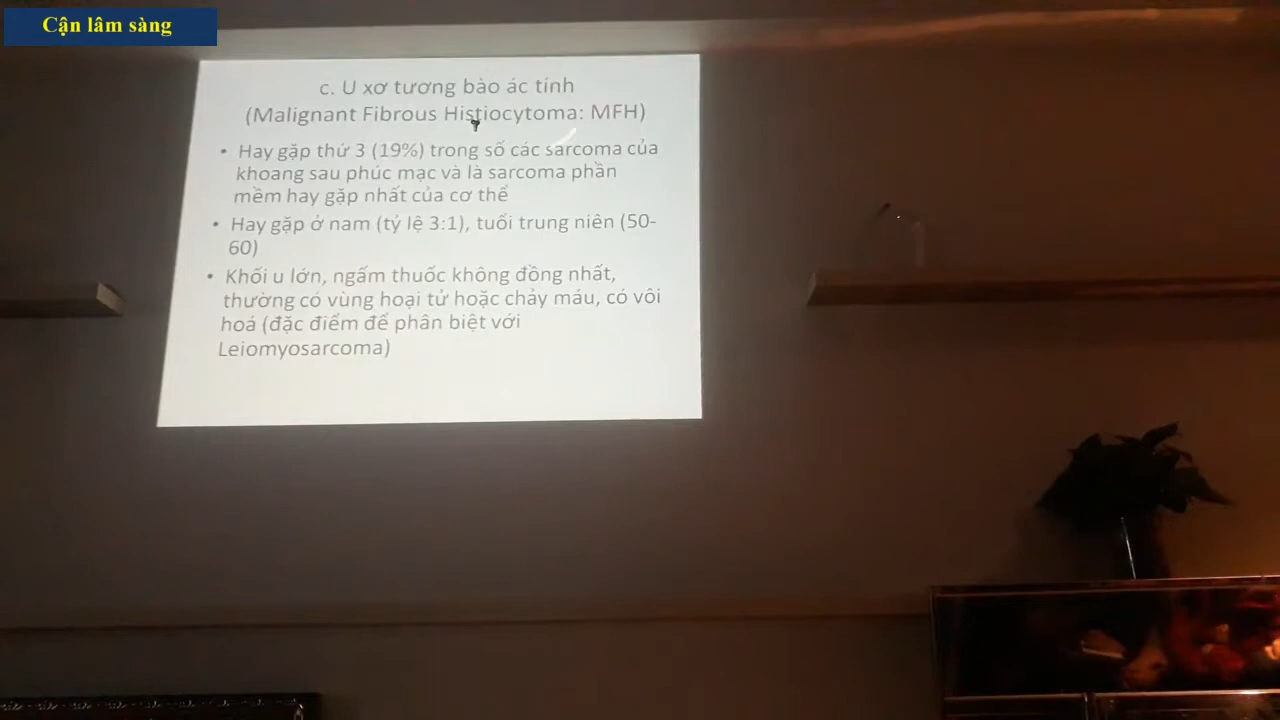 Cận lâm sàng
c. U xơ tương bào ác tính
(Malignant Fibrous Histiocytoma: MFH)
• Hay gặp thứ 3 (19%) trong số các sarcoma của
khoang sau phúc mạc và là sarcoma phần
mềm hay gặp nhất của cơ thể
• Hay gặp ở nam (tỷ lệ 3:1), tuổi trung niên (50-
60)
• Khối u lớn, ngấm thuốc không đồng nhất,
thường có vùng hoại tử hoặc chảy máu, có vôi
hoá (đặc điểm để phân biệt với
Leiomyosarcoma)